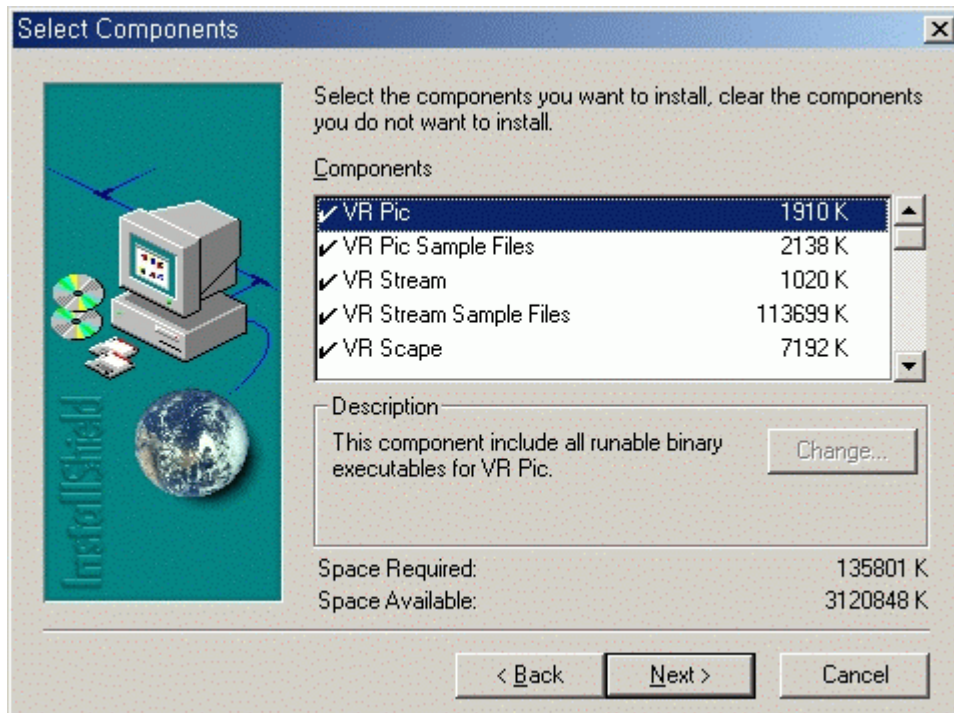 Select Components
Select the components you want to install, clear the components
you do not want to install.
Components
VR Pic 1910 K
VR Pic Sample Files 2138 K
VR Stream 1020 K
VR Stream Sample Files 113699 K
VR Scape 7192 K
Description
This component include all runable binary
executables for VR Pic.
Change...
InstallShield
Space Required: 135801 K
Space Available: 3120848 K
< Back Next > Cancel